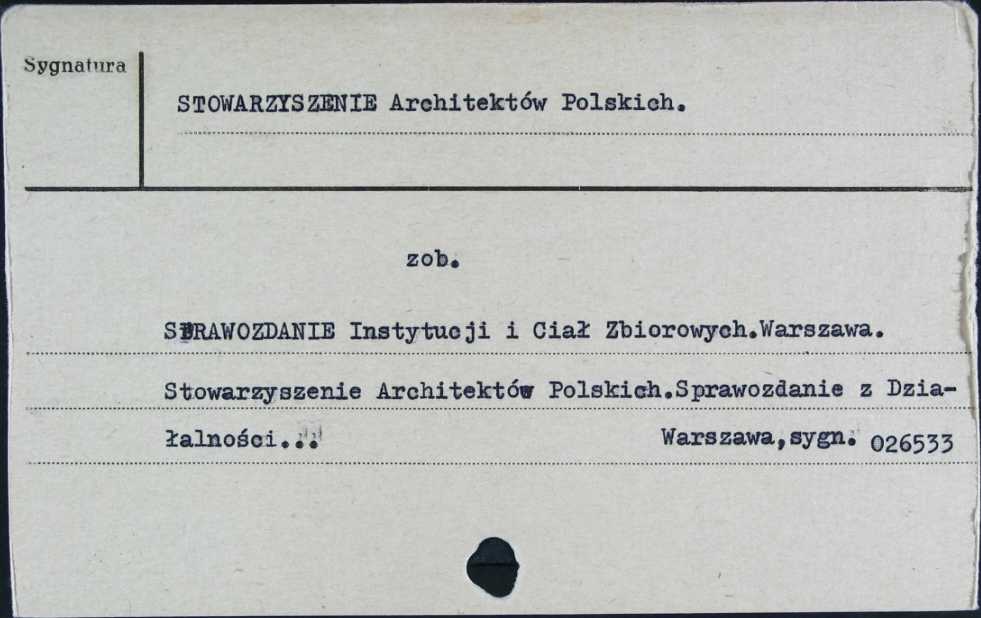 Sygnatura
STOWARZYSZENIE Architektów Polskich.
zob.
SPRAWOZDANIE Instytucji i Ciał Zbiorowych.Warszawa.
Stowarzyszenie Architektów Polskich.Sprawozdanie z Dzia-
łalności... Warszawa,sygn. 026533